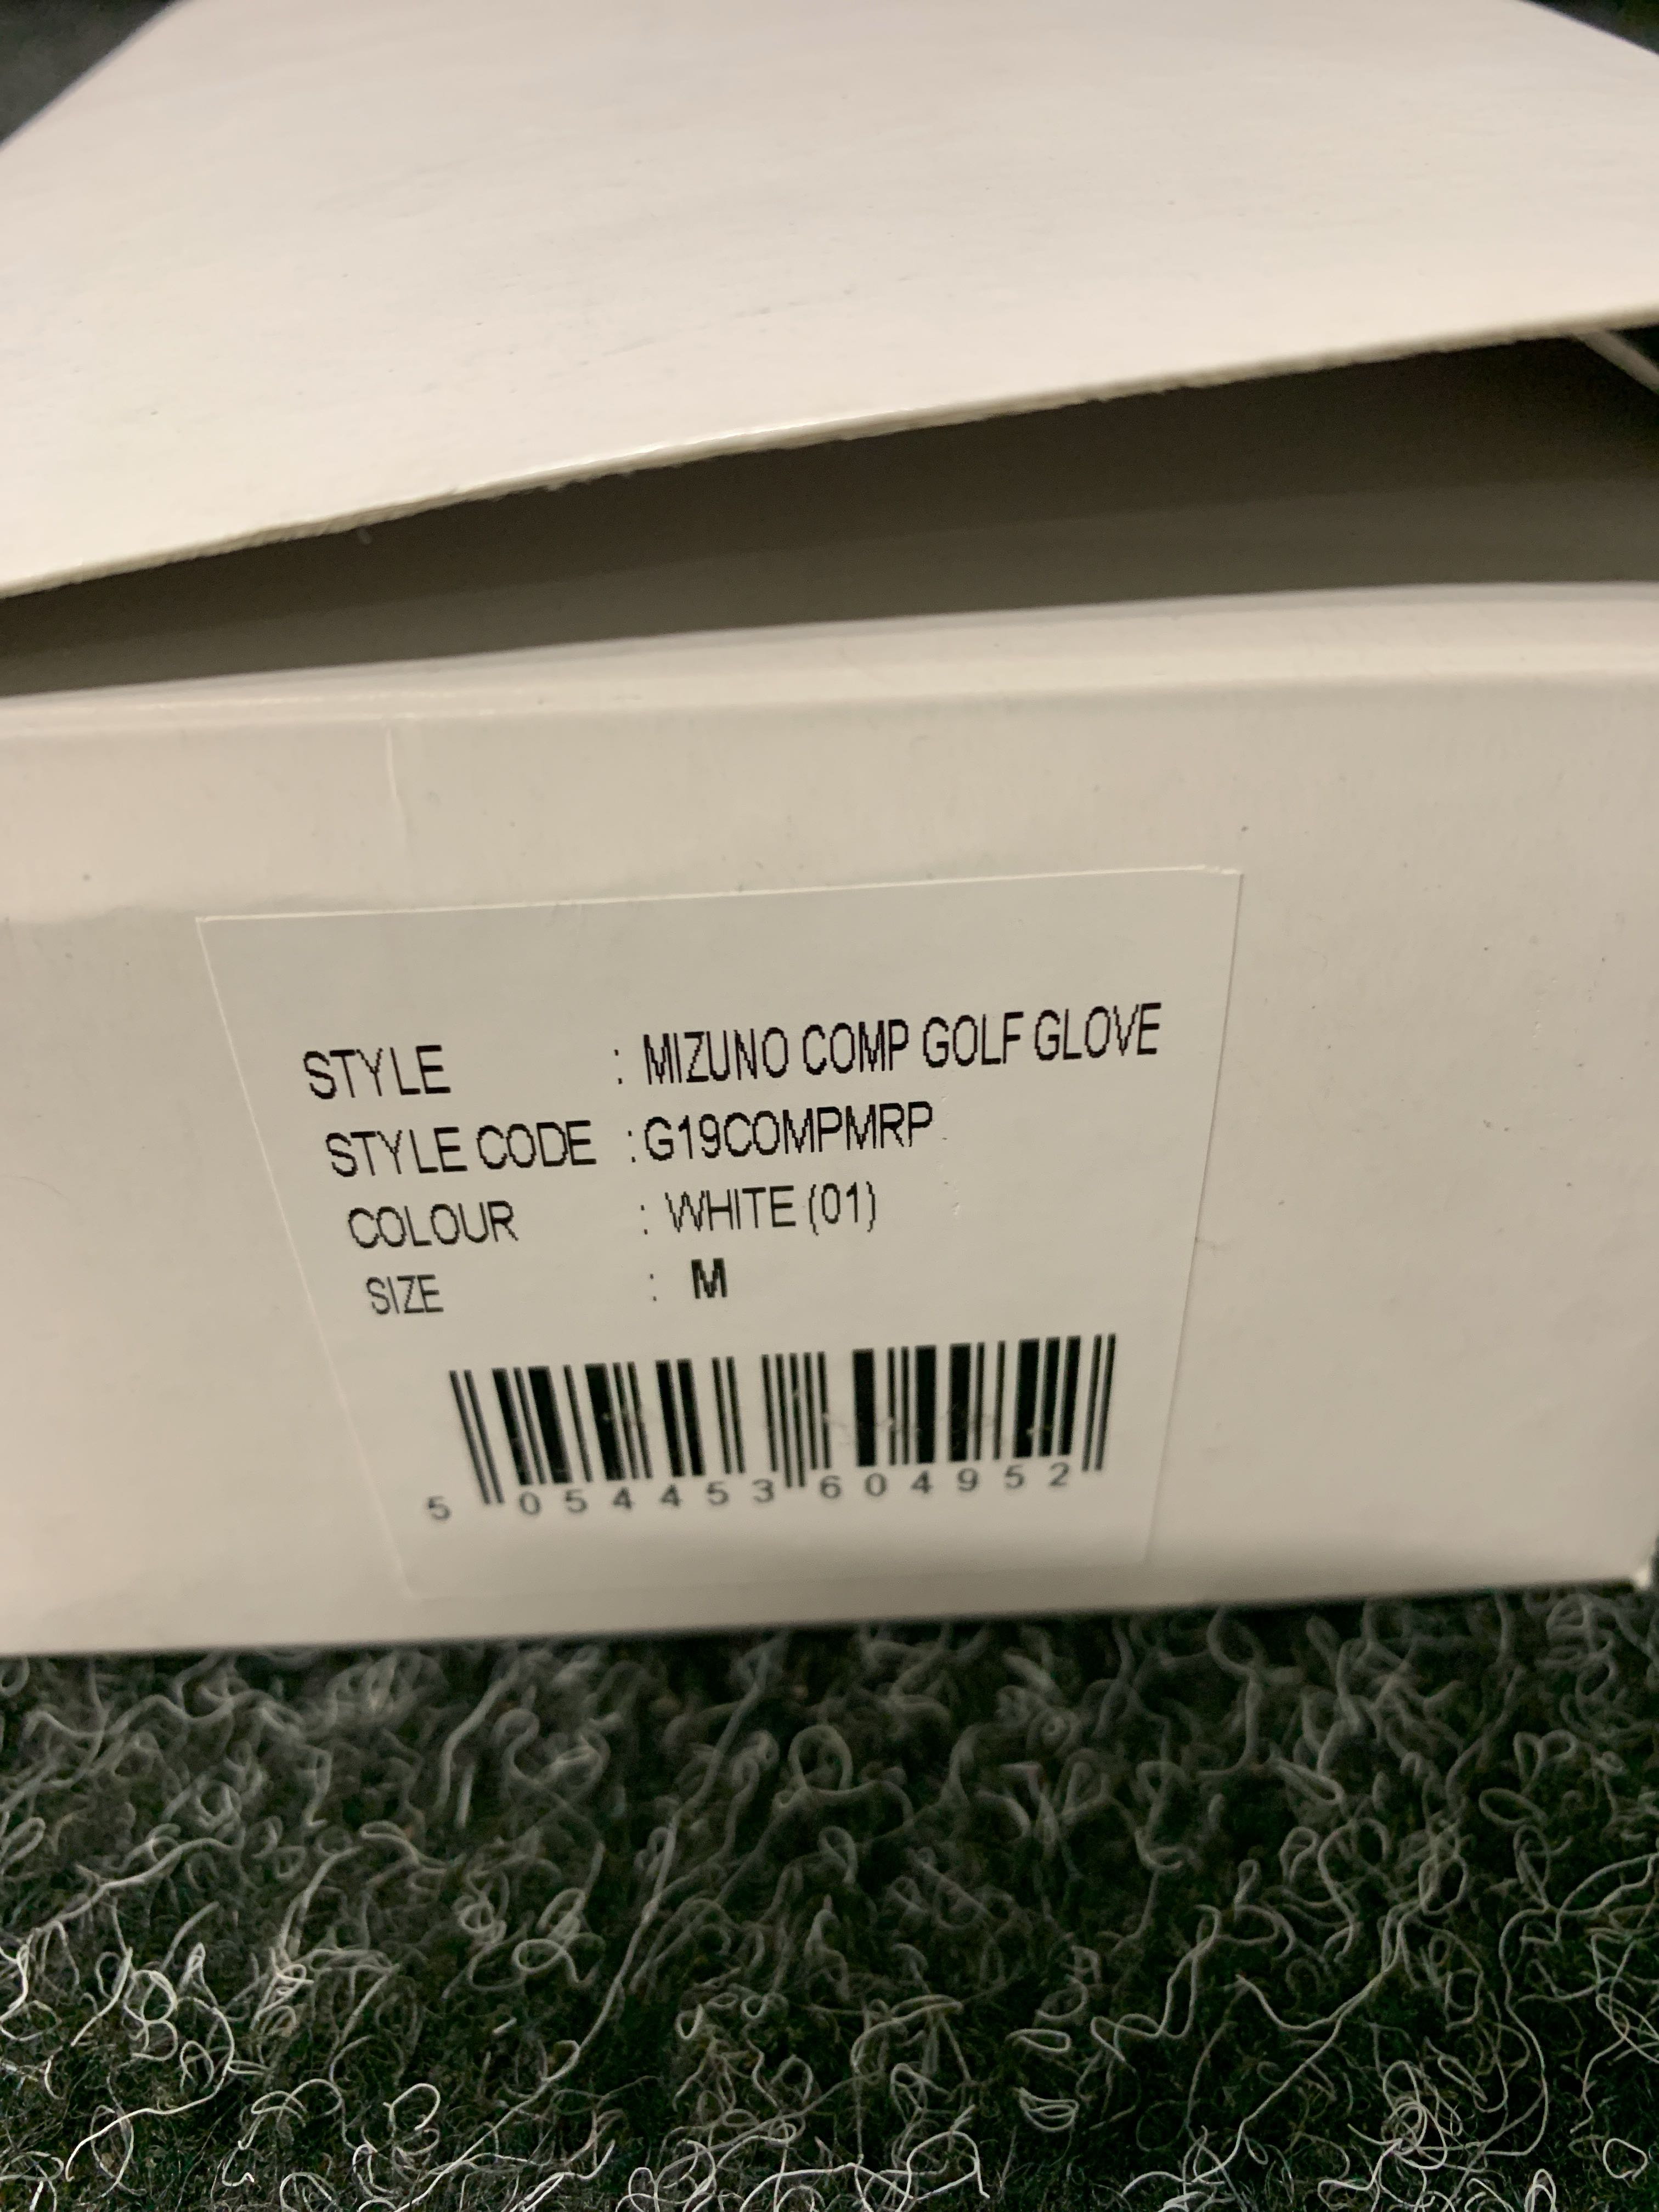 STYLE : MIZUNO COMP GOLF GLOVE
STYLE CODE : G19COMPMRP
COLOUR : WHITE (01)
SIZE : M
5 054453 604952